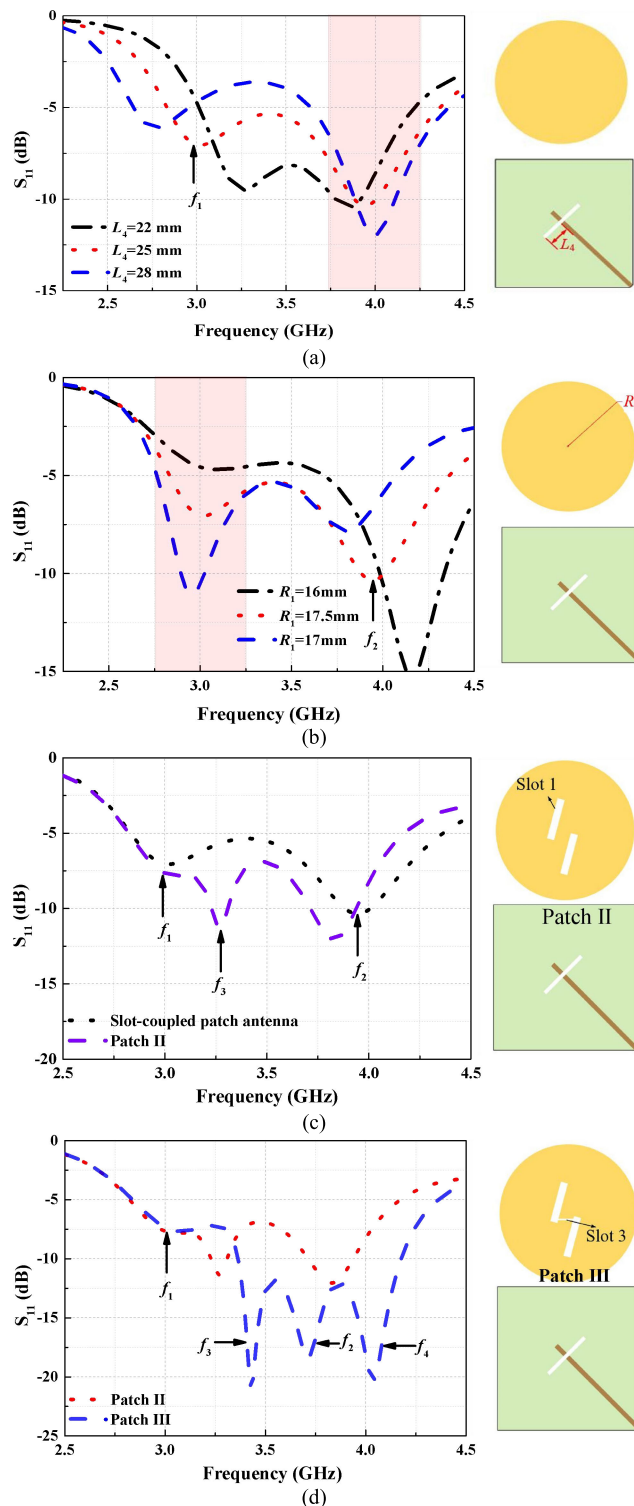 0
-5
-10
-15
S11 (dB)
f1
L4=22 mm
L4=25 mm
L4=28 mm
2.5 3.0 3.5 4.0 4.5
Frequency (GHz)
L4
(a)
0
-5
-10
-15
S11 (dB)
R1=16mm
R1=17.5mm
R1=17mm
f2
2.5 3.0 3.5 4.0 4.5
Frequency (GHz)
R
(b)
0
-5
-10
-15
-20
S11 (dB)
f1
f3
f2
Slot-coupled patch antenna
Patch II
2.5 3.0 3.5 4.0 4.5
Frequency (GHz)
Slot 1
Patch II
(c)
0
-5
-10
-15
-20
-25
S11 (dB)
f1
f3
f2
f4
Patch II
Patch III
2.5 3.0 3.5 4.0 4.5
Frequency (GHz)
Slot 3
Patch III
(d)